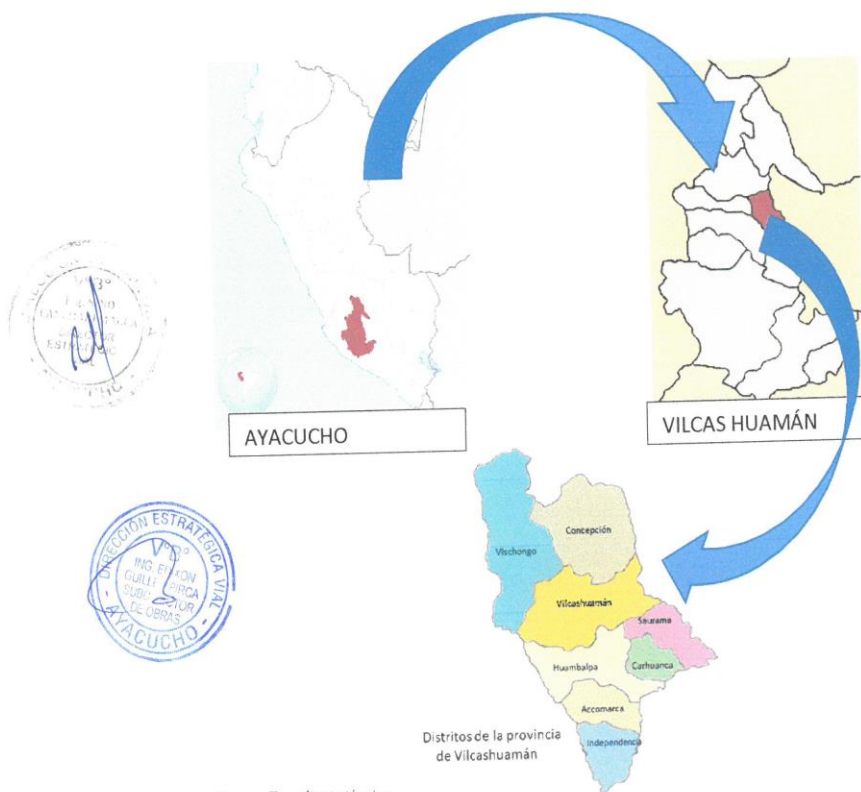 AYACUCHO
VILCAS HUAMÁN
V°B°
DIRECCIÓN ESTRATÉGICA VIAL
V°B°
ING.
SUBDIRECTOR
DE OBRAS
- AYACUCHO -
Vischongo
Concepción
Vilcashuamán
Saurama
Huambalpa
Carhuanca
Accomarca
Independencia
Distritos de la provincia
de Vilcashuamán